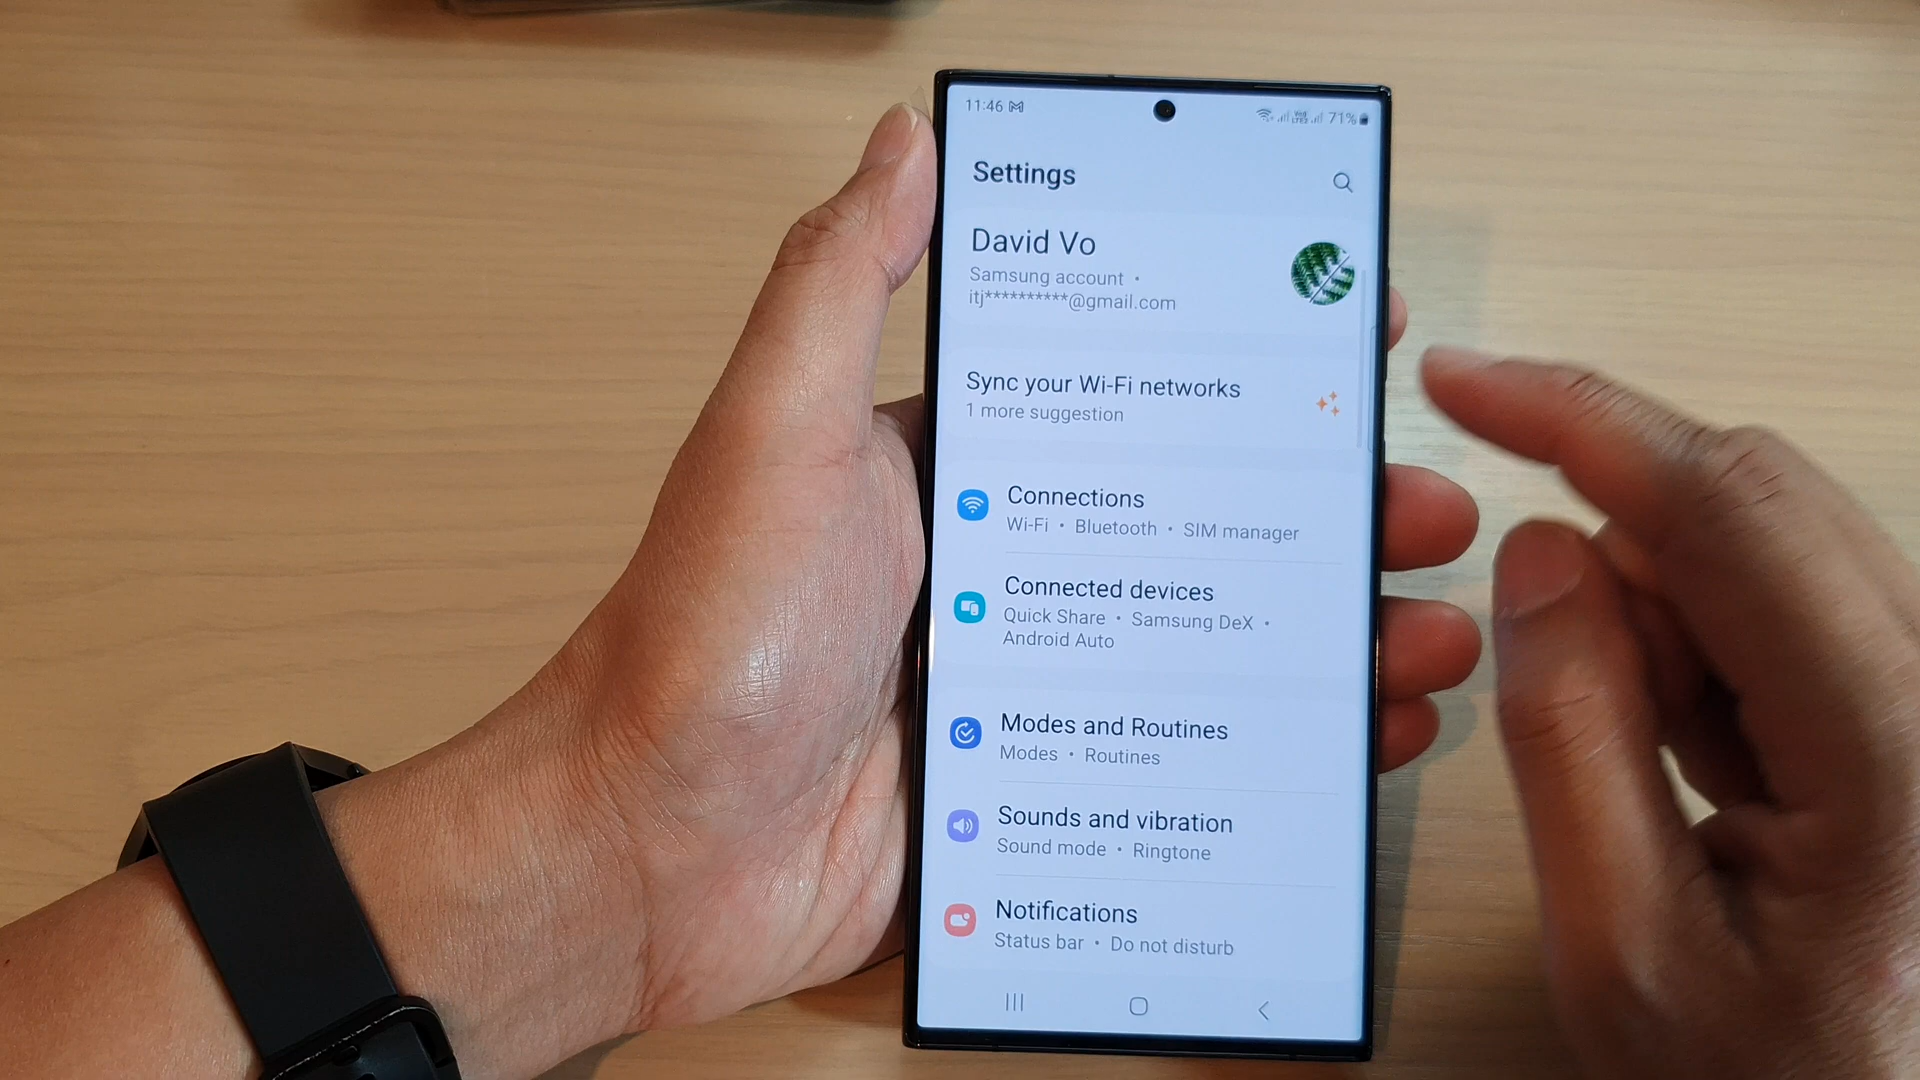 11:46
71%
Settings
David Vo
Samsung account •
itj**********@gmail.com
Sync your Wi-Fi networks
1 more suggestion
Connections
Wi-Fi • Bluetooth • SIM manager
Connected devices
Quick Share • Samsung DeX •
Android Auto
Modes and Routines
Modes • Routines
Sounds and vibration
Sound mode • Ringtone
Notifications
Status bar • Do not disturb